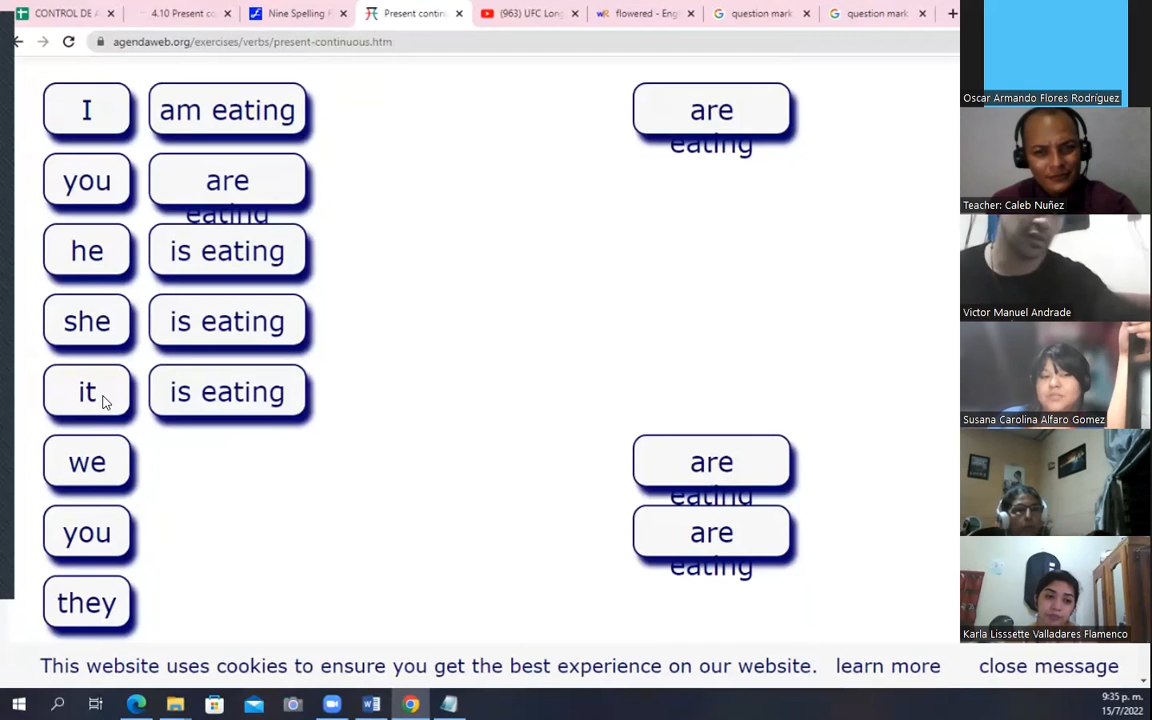 CONTROL DE A
4.10 Present co
Nine Spelling F
Present contin
(963) UFC Long
flowered - Eng
question mark
question mark
agendaweb.org/exercises/verbs/present-continuous.htm
I
am eating
are
eating
you
are
eating
he
is eating
she
is eating
it
is eating
we
are
eating
you
are
eating
they
This website uses cookies to ensure you get the best experience on our website. learn more close message
Oscar Armando Flores Rodríguez
Teacher: Caleb Nuñez
Victor Manuel Andrade
Susana Carolina Alfaro Gomez
Karla Lisssette Valladares Flamenco
9:35 p. m.
15/7/2022